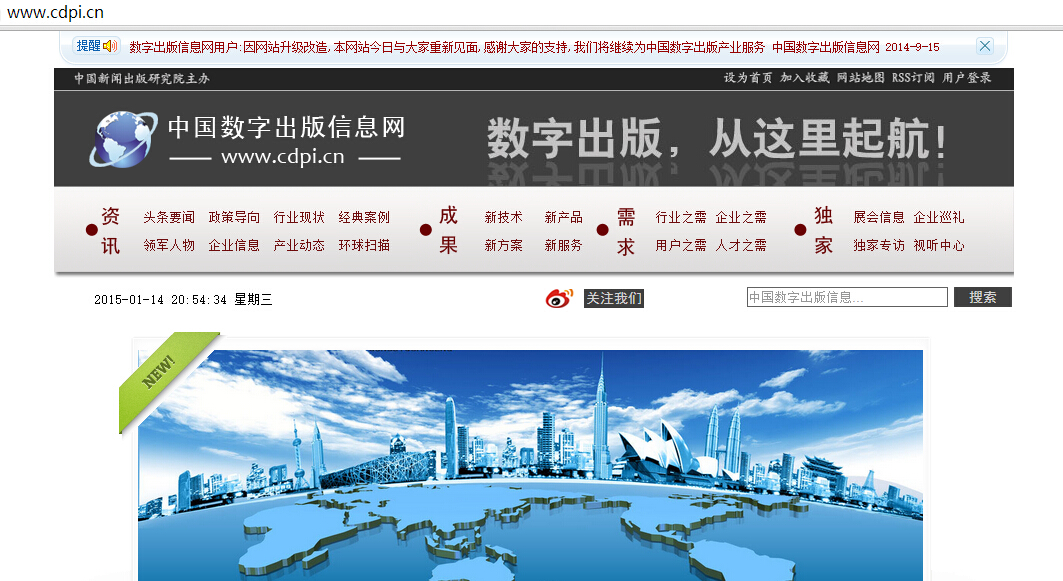 www.cdpi.cn
提醒 数字出版信息网用户:因网站升级改造,本网站今日与大家重新见面,感谢大家的支持,我们将继续为中国数字出版产业服务 中国数字出版信息网 2014-9-15
中国新闻出版研究院主办 设为首页 加入收藏 网站地图 RSS订阅 用户登录
中国数字出版信息网
www.cdpi.cn
数字出版，从这里起航！
资讯 头条要闻 政策导向 行业现状 经典案例
领军人物 企业信息 产业动态 环球扫描
成果 新技术 新产品
新方案 新服务
需求 行业之需 企业之需
用户之需 人才之需
独家 展会信息 企业巡礼
独家专访 视听中心
2015-01-14 20:54:34 星期三 关注我们 中国数字出版信息... 搜索
NEW!